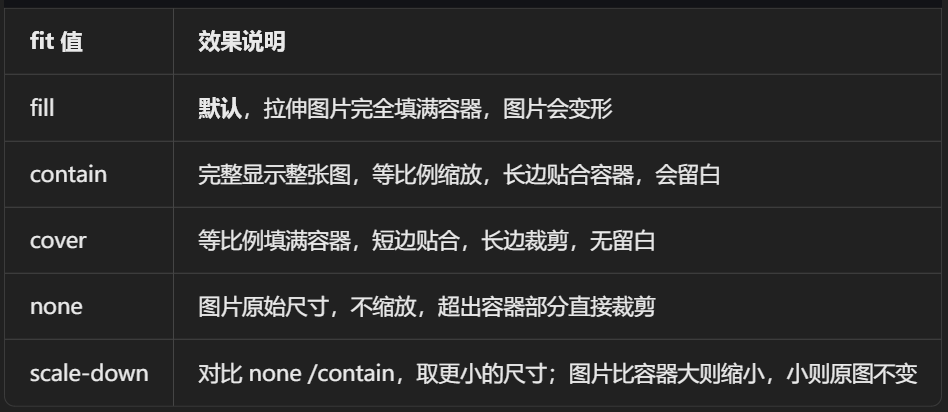 fit 值 效果说明
fill 默认，拉伸图片完全填满容器，图片会变形
contain 完整显示整张图，等比例缩放，长边贴合容器，会留白
cover 等比例填满容器，短边贴合，长边裁剪，无留白
none 图片原始尺寸，不缩放，超出容器部分直接裁剪
scale-down 对比 none /contain，取更小的尺寸；图片比容器大则缩小，小则原图不变